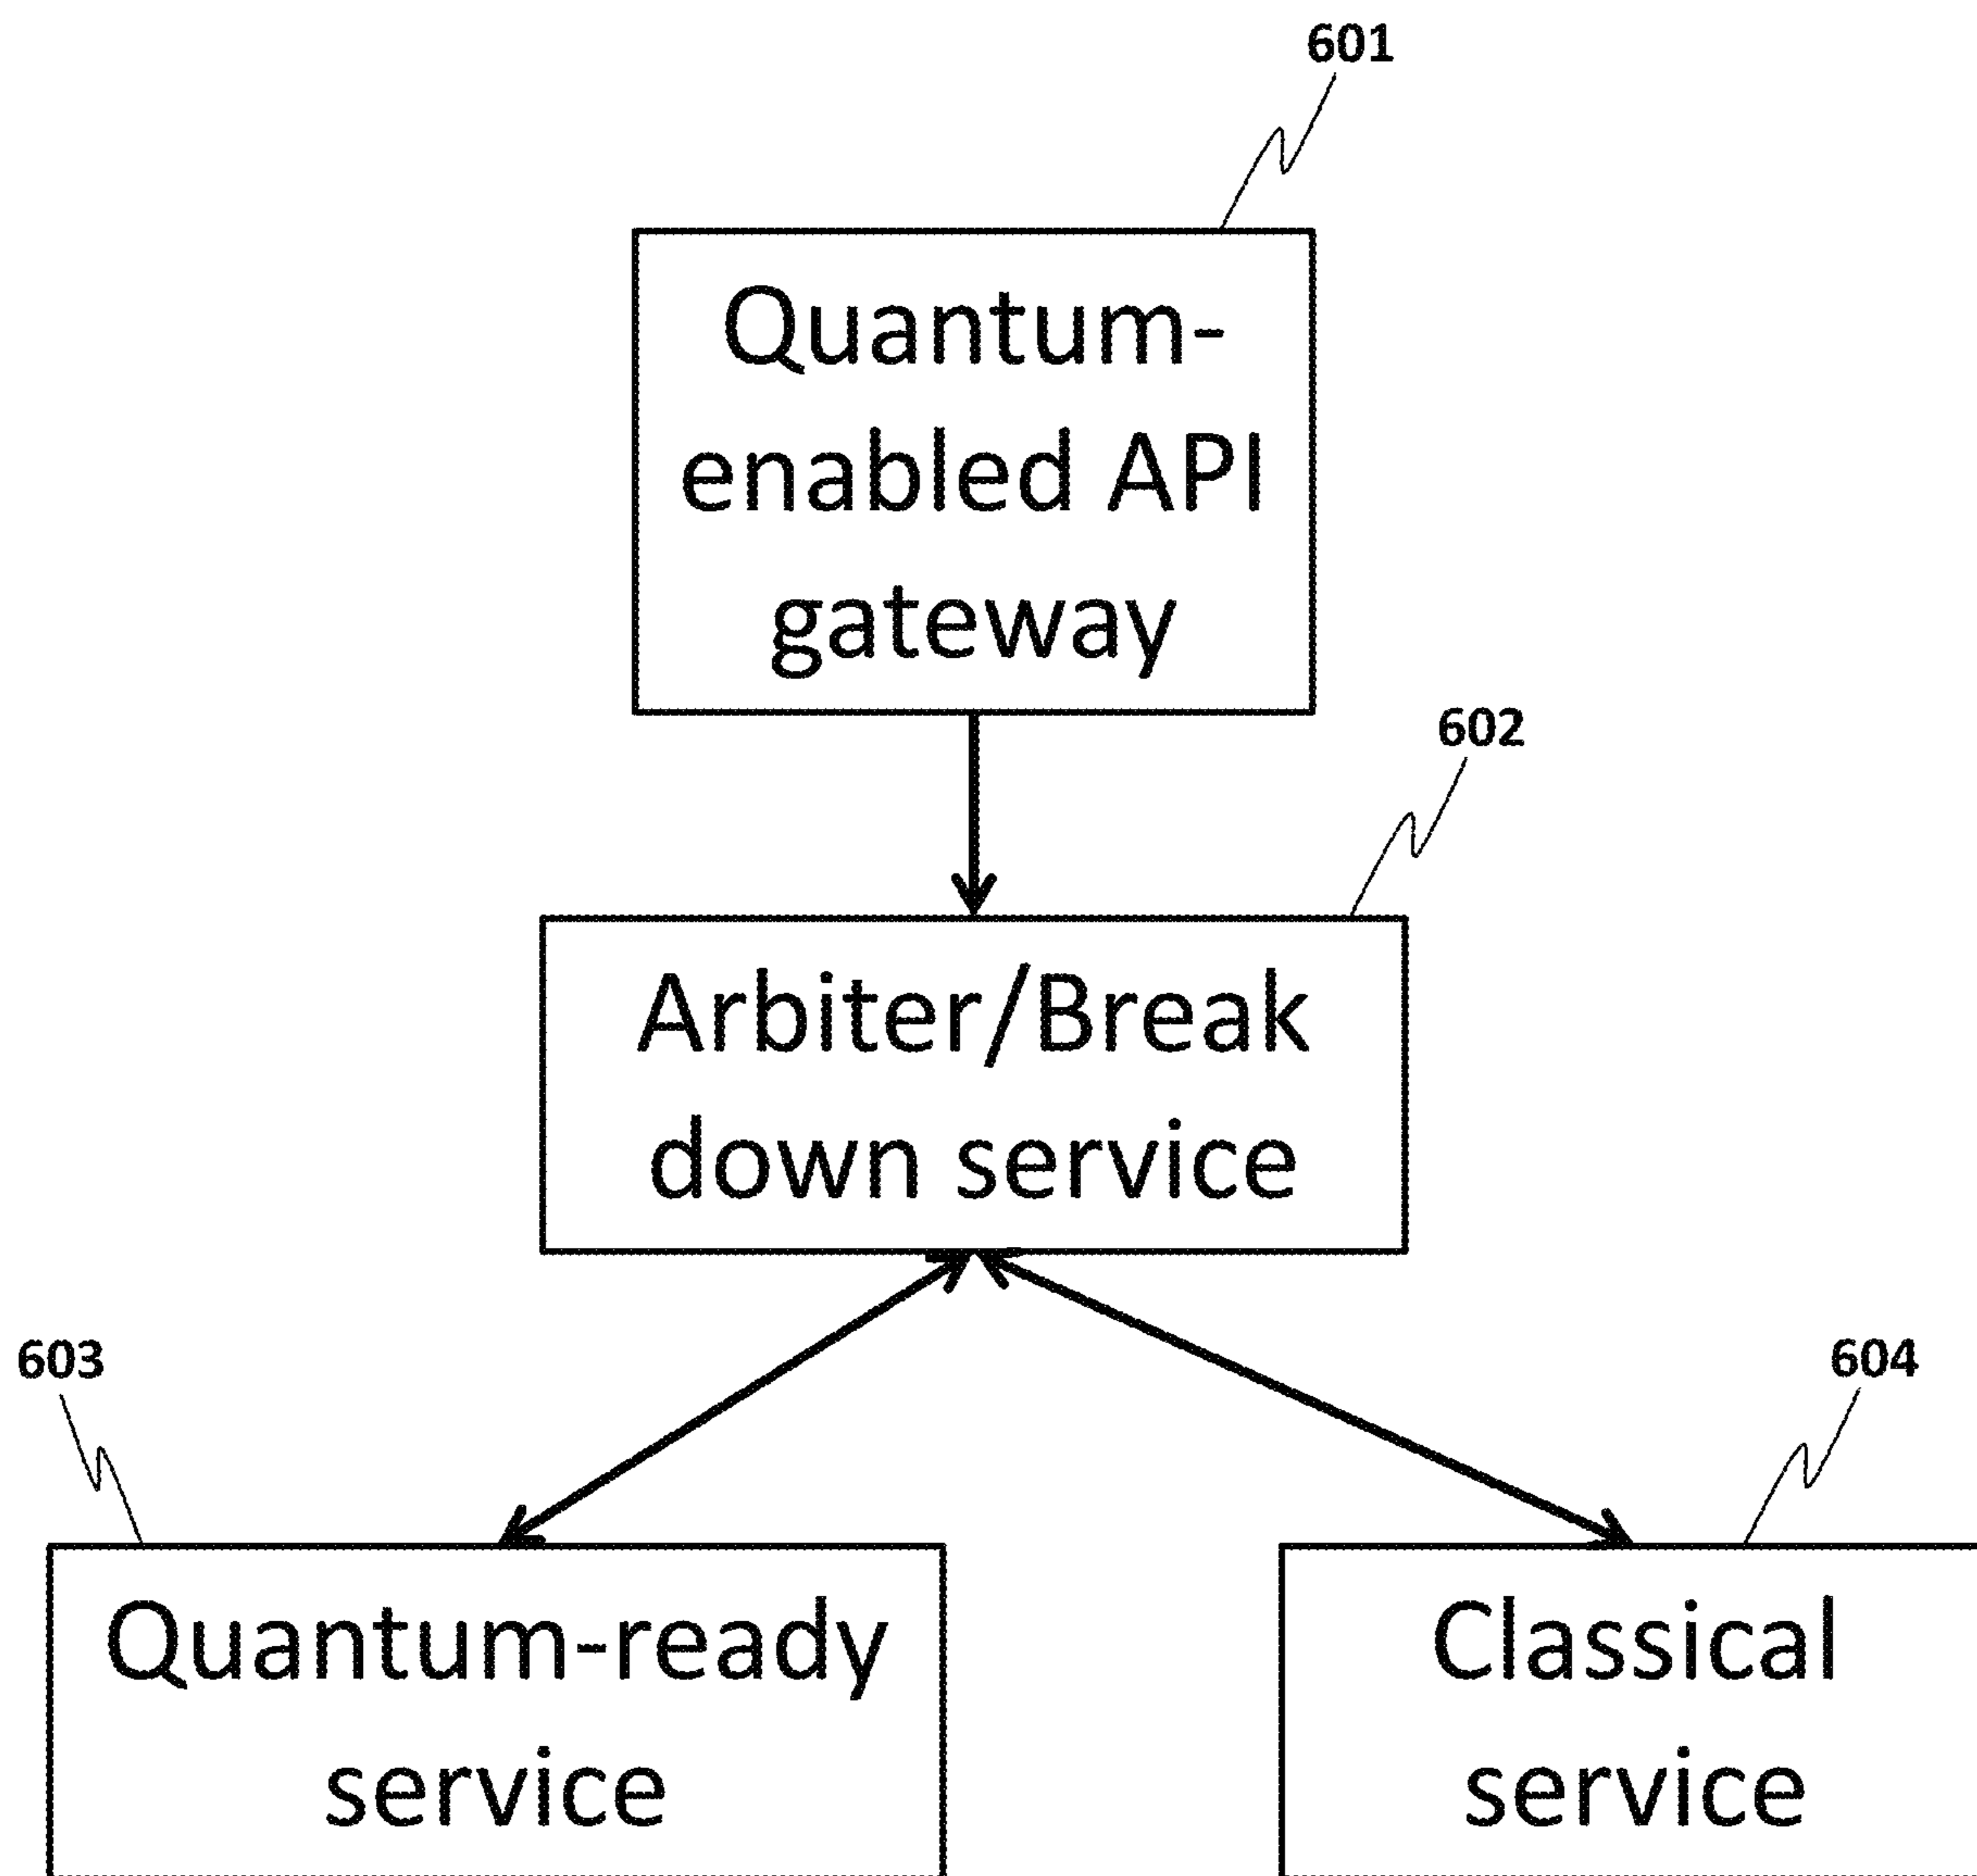 601
Quantum-
enabled API
gateway
602
Arbiter/Break
down service
603
604
Quantum-ready
service
Classical
service